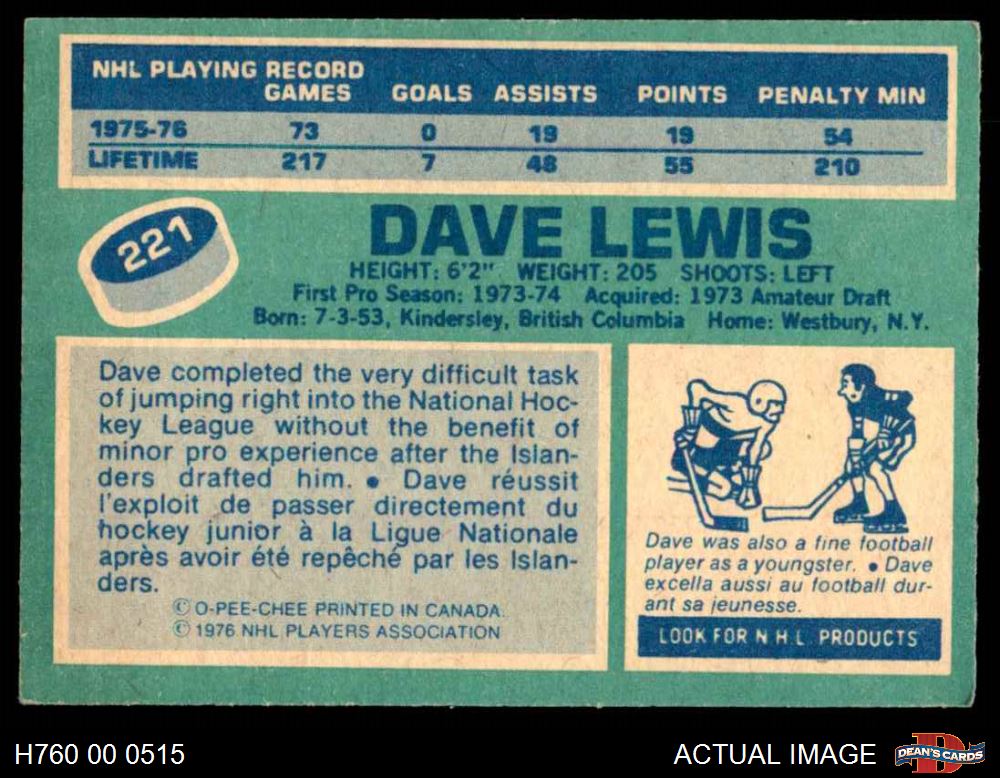 NHL PLAYING RECORD
GAMES GOALS ASSISTS POINTS PENALTY MIN
1975-76 73 0 19 19 54
LIFETIME 217 7 48 55 210
221
DAVE LEWIS
HEIGHT: 6'2" WEIGHT: 205 SHOOTS: LEFT
First Pro Season: 1973-74 Acquired: 1973 Amateur Draft
Born: 7-3-53, Kindersley, British Columbia Home: Westbury, N.Y.
Dave completed the very difficult task
of jumping right into the National Hoc-
key League without the benefit of
minor pro experience after the Islan-
ders drafted him. ● Dave réussit
l'exploit de passer directement du
hockey junior à la Ligue Nationale
après avoir été repêché par les Islan-
ders.
© O-PEE-CHEE PRINTED IN CANADA.
© 1976 NHL PLAYERS ASSOCIATION
Dave was also a fine football
player as a youngster. ● Dave
excella aussi au football dur-
ant sa jeunesse.
LOOK FOR N H L PRODUCTS
H760 00 0515
ACTUAL IMAGE
D
DEAN'S CARDS